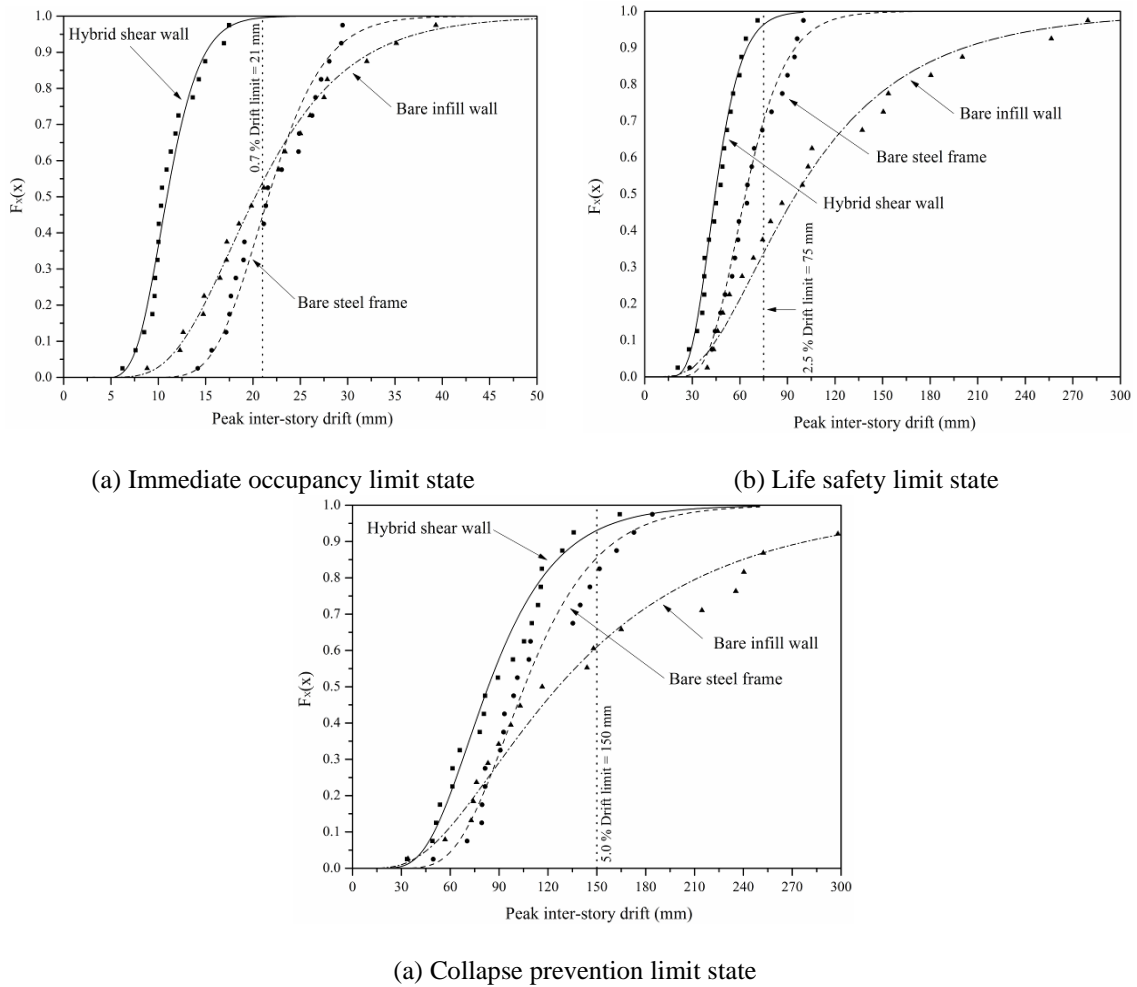 1.0
0.9
0.8
0.7
0.6
0.5
0.4
0.3
0.2
0.1
0.0
Fx(x)
Hybrid shear wall
0.7 % Drift limit = 21 mm
Bare infill wall
Bare steel frame
0 5 10 15 20 25 30 35 40 45 50
Peak inter-story drift (mm)
(a) Immediate occupancy limit state
1.0
0.9
0.8
0.7
0.6
0.5
0.4
0.3
0.2
0.1
0.0
Fx(x)
Bare infill wall
Bare steel frame
Hybrid shear wall
2.5 % Drift limit = 75 mm
0 30 60 90 120 150 180 210 240 270 300
Peak inter-story drift (mm)
(b) Life safety limit state
1.0
0.9
0.8
0.7
0.6
0.5
0.4
0.3
0.2
0.1
0.0
Fx(x)
Hybrid shear wall
Bare infill wall
Bare steel frame
5.0 % Drift limit = 150 mm
0 30 60 90 120 150 180 210 240 270 300
Peak inter-story drift (mm)
(a) Collapse prevention limit state